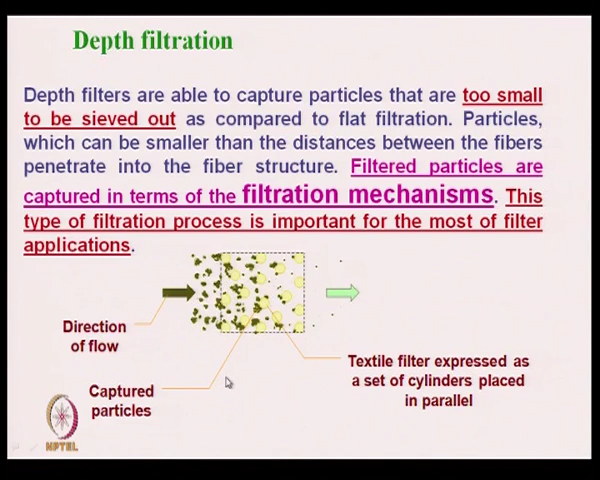 Depth filtration
Depth filters are able to capture particles that are too small
to be sieved out as compared to flat filtration. Particles,
which can be smaller than the distances between the fibers
penetrate into the fiber structure. Filtered particles are
captured in terms of the filtration mechanisms. This
type of filtration process is important for the most of filter
applications.
Direction
of flow
Captured
particles
Textile filter expressed as
a set of cylinders placed
in parallel
NPTEL